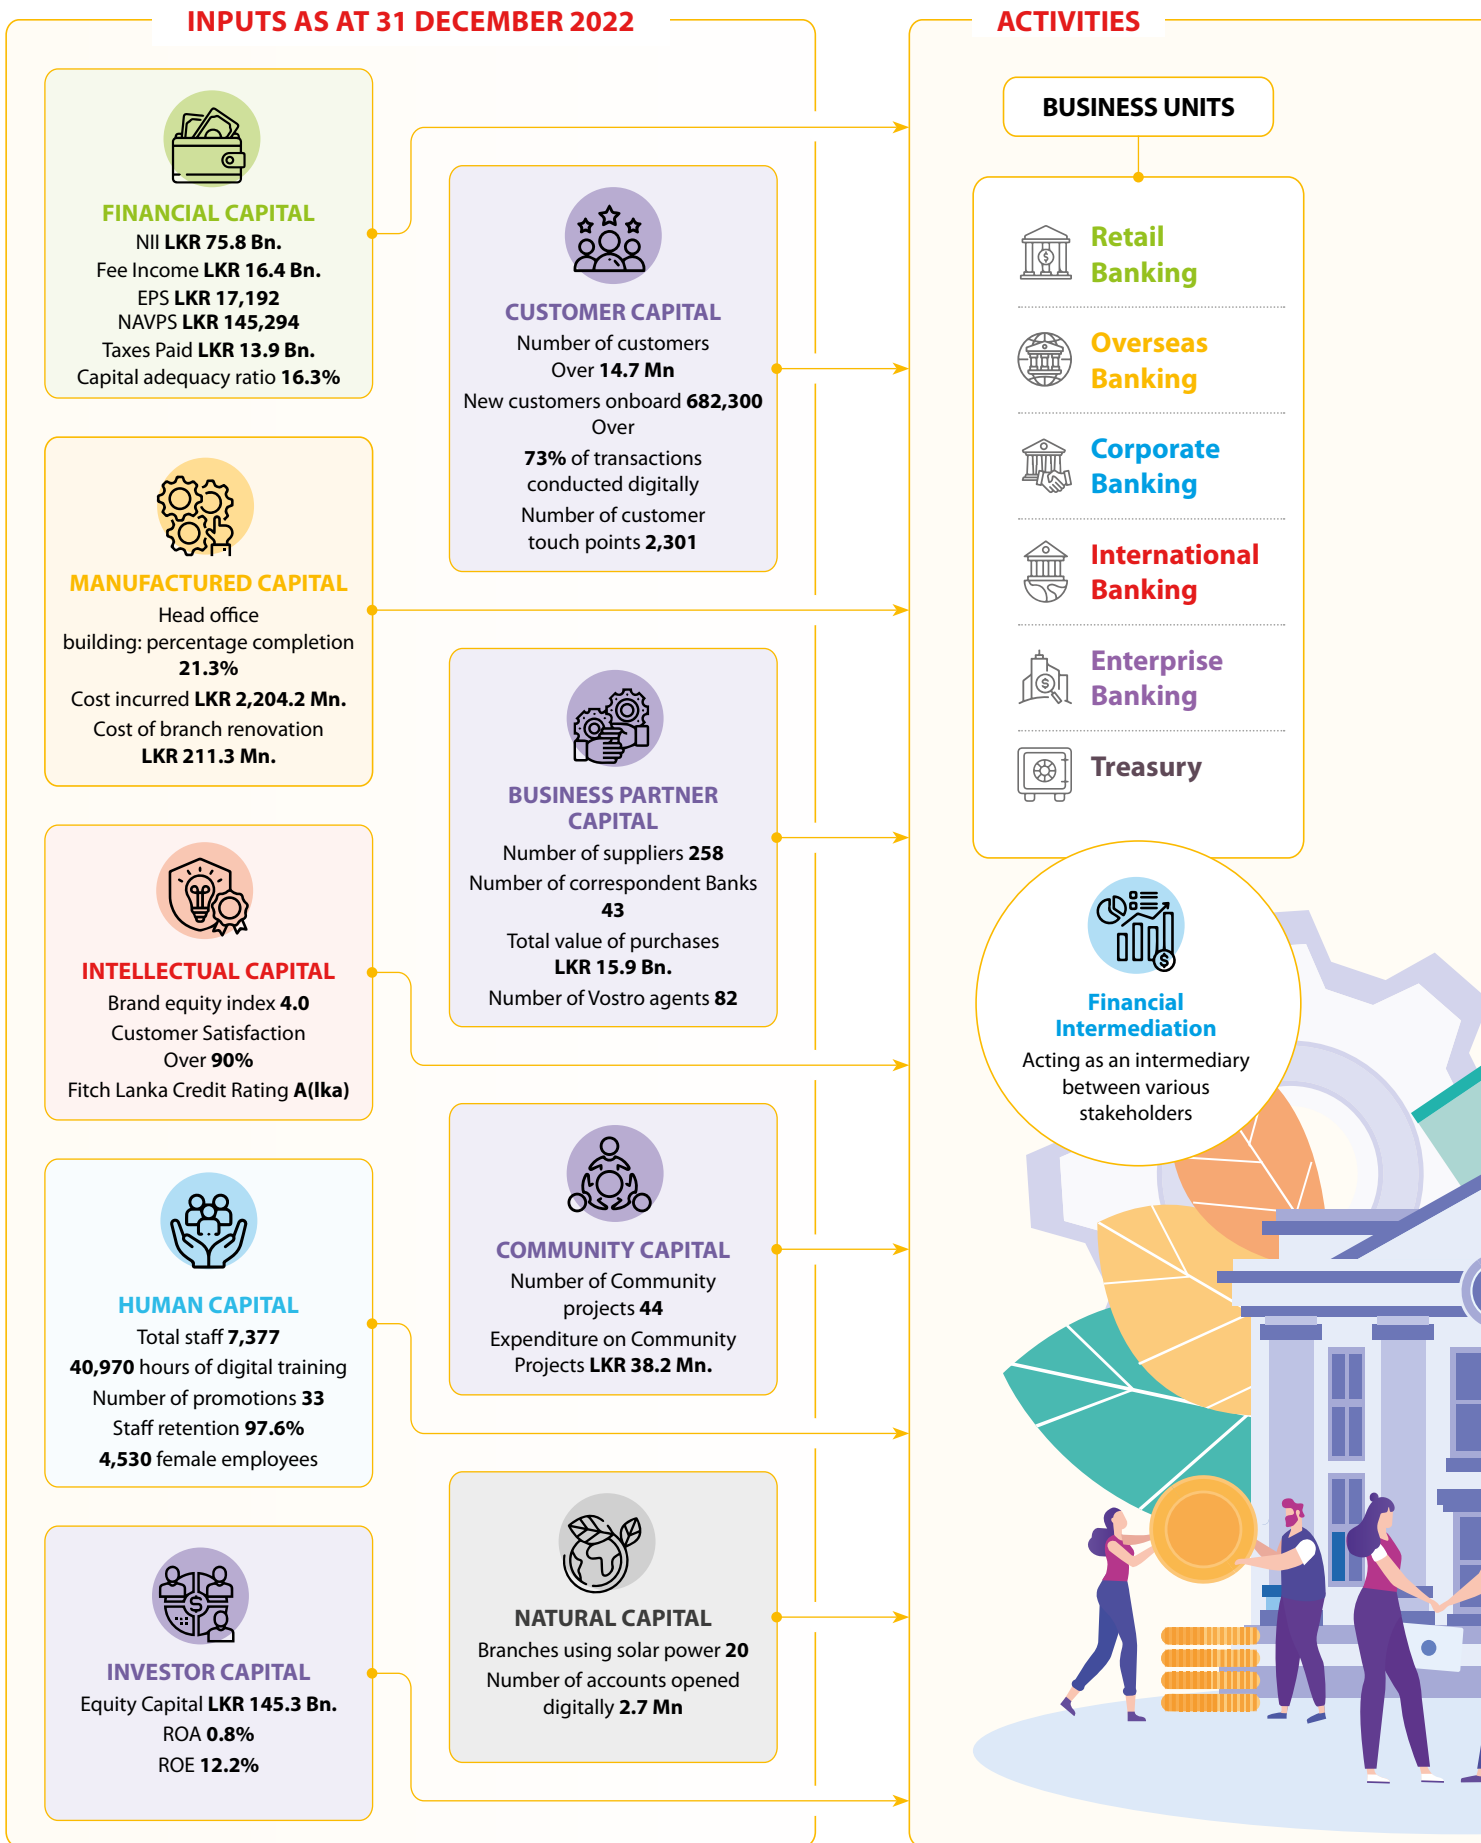 INPUTS AS AT 31 DECEMBER 2022
FINANCIAL CAPITAL
NII LKR 75.8 Bn.
Fee Income LKR 16.4 Bn.
EPS LKR 17,192
NAVPS LKR 145,294
Taxes Paid LKR 13.9 Bn.
Capital adequacy ratio 16.3%
MANUFACTURED CAPITAL
Head office
building: percentage completion
21.3%
Cost incurred LKR 2,204.2 Mn.
Cost of branch renovation
LKR 211.3 Mn.
INTELLECTUAL CAPITAL
Brand equity index 4.0
Customer Satisfaction
Over 90%
Fitch Lanka Credit Rating A(lka)
HUMAN CAPITAL
Total staff 7,377
40,970 hours of digital training
Number of promotions 33
Staff retention 97.6%
4,530 female employees
INVESTOR CAPITAL
Equity Capital LKR 145.3 Bn.
ROA 0.8%
ROE 12.2%
CUSTOMER CAPITAL
Number of customers
Over 14.7 Mn
New customers onboard 682,300
Over
73% of transactions
conducted digitally
Number of customer
touch points 2,301
BUSINESS PARTNER
CAPITAL
Number of suppliers 258
Number of correspondent Banks
43
Total value of purchases
LKR 15.9 Bn.
Number of Vostro agents 82
COMMUNITY CAPITAL
Number of Community
projects 44
Expenditure on Community
Projects LKR 38.2 Mn.
NATURAL CAPITAL
Branches using solar power 20
Number of accounts opened
digitally 2.7 Mn
ACTIVITIES
BUSINESS UNITS
Retail
Banking
Overseas
Banking
Corporate
Banking
International
Banking
Enterprise
Banking
Treasury
Financial
Intermediation
Acting as an intermediary
between various
stakeholders